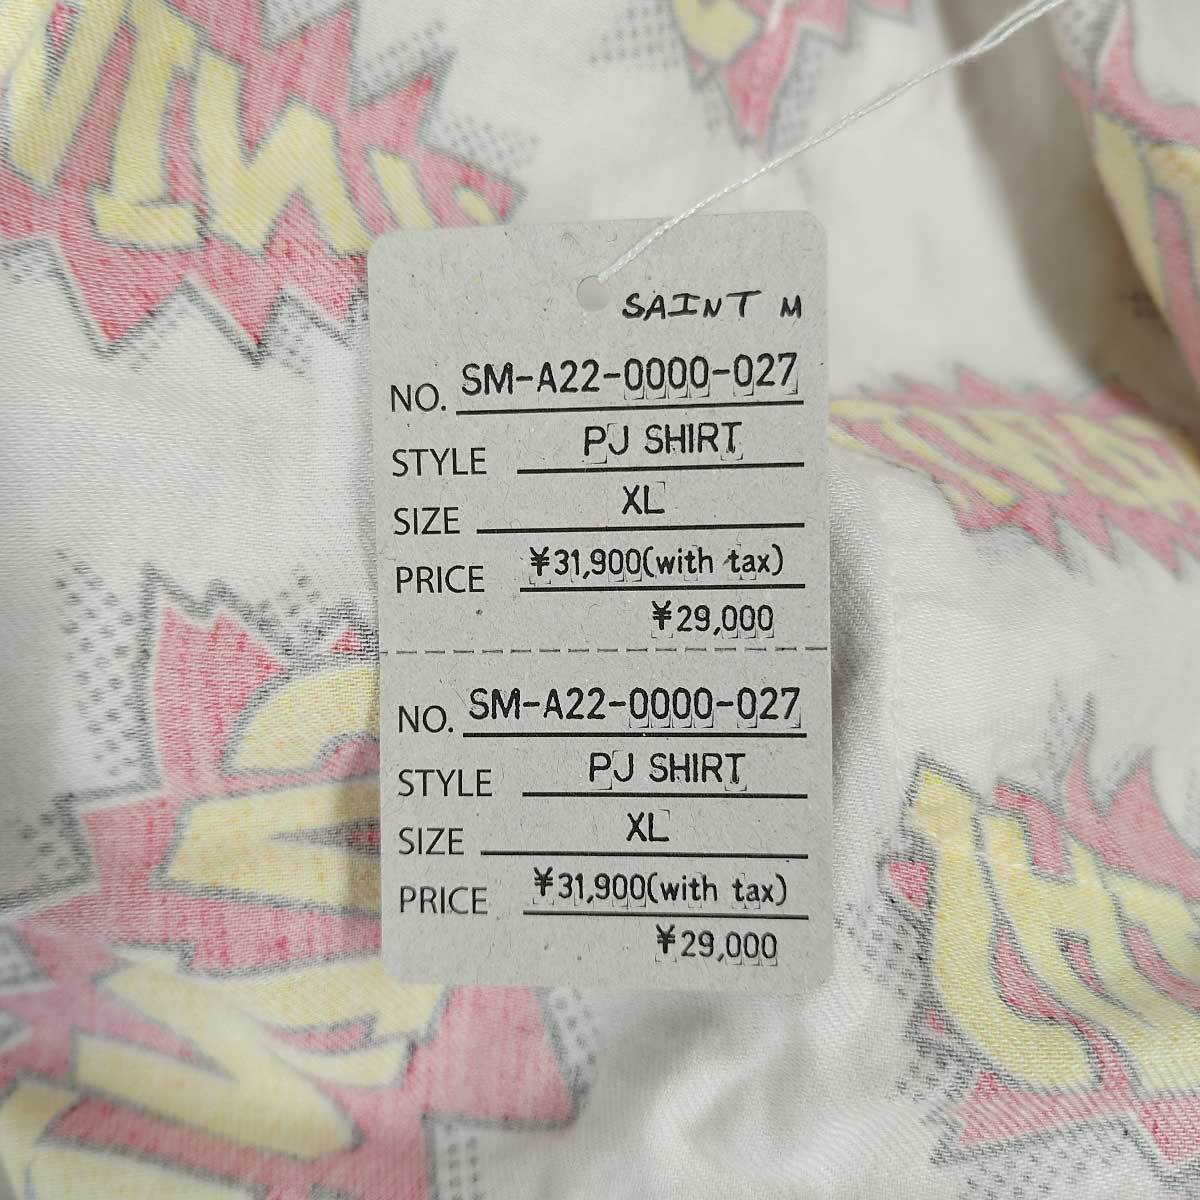 SAINT M
NO. SM-A22-0000-027
STYLE PJ SHIRT
SIZE XL
PRICE ¥31,900(with tax)
¥29,000
NO. SM-A22-0000-027
STYLE PJ SHIRT
SIZE XL
PRICE ¥31,900(with tax)
¥29,000